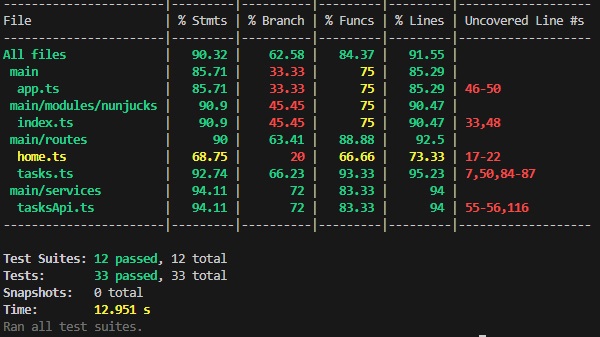 -----------------------|---------|----------|---------|---------|-------------------
File                   | % Stmts | % Branch | % Funcs | % Lines | Uncovered Line #s
-----------------------|---------|----------|---------|---------|-------------------
All files              |   90.32 |    62.58 |   84.37 |   91.55 |
 main                  |   85.71 |    33.33 |      75 |   85.29 |
  app.ts               |   85.71 |    33.33 |      75 |   85.29 | 46-50
 main/modules/nunjucks |    90.9 |    45.45 |      75 |   90.47 |
  index.ts             |    90.9 |    45.45 |      75 |   90.47 | 33,48
 main/routes           |      90 |    63.41 |   88.88 |    92.5 |
  home.ts              |   68.75 |       20 |   66.66 |   73.33 | 17-22
  tasks.ts             |   92.74 |    66.23 |   93.33 |   95.23 | 7,50,84-87
 main/services         |   94.11 |       72 |   83.33 |      94 |
  tasksApi.ts          |   94.11 |       72 |   83.33 |      94 | 55-56,116
-----------------------|---------|----------|---------|---------|-------------------
Test Suites: 12 passed, 12 total
Tests:       33 passed, 33 total
Snapshots:   0 total
Time:        12.951 s
Ran all test suites.